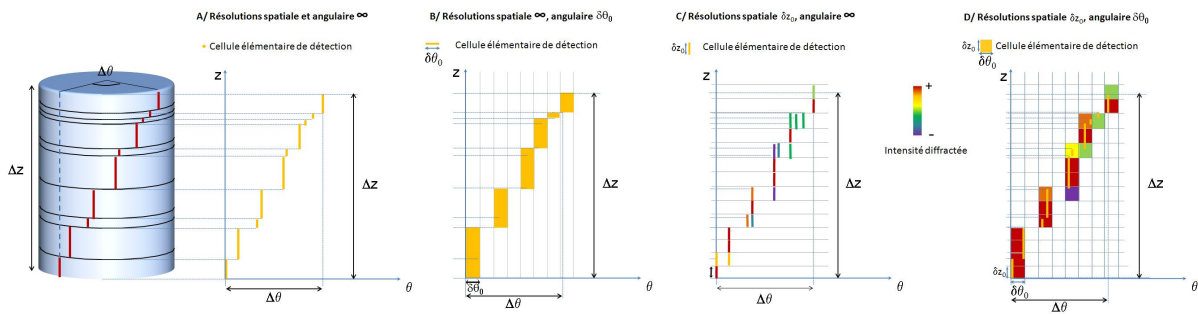 A/ Résolutions spatiale et angulaire ∞
Cellule élémentaire de détection
Δθ
Δz
z
Δz
Δθ
θ
B/ Résolutions spatiale ∞, angulaire δθ₀
Cellule élémentaire de détection
δθ₀
z
Δz
δθ₀
Δθ
θ
C/ Résolutions spatiale δz₀, angulaire ∞
δz₀
Cellule élémentaire de détection
z
Δz
Δθ
θ
+
-
Intensité diffractée
D/ Résolutions spatiale δz₀, angulaire δθ₀
δz₀
Cellule élémentaire de détection
δθ₀
z
Δz
δz₀
δθ₀
Δθ
θ